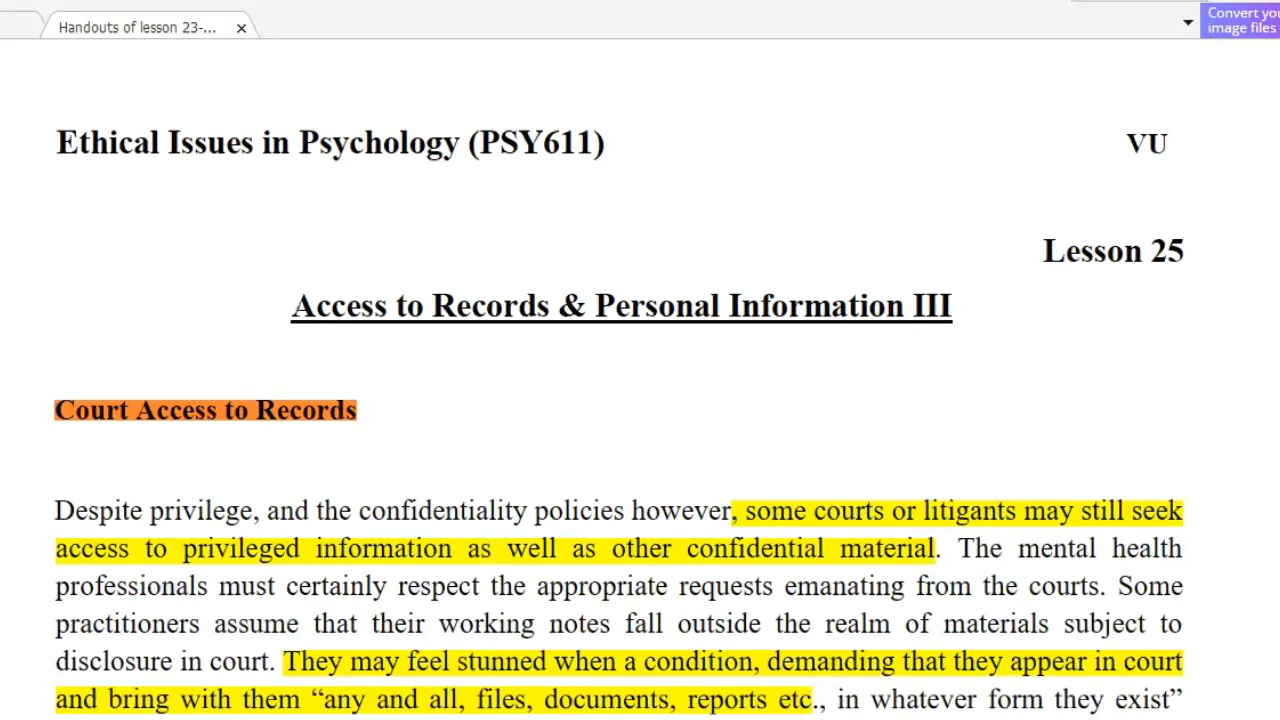 Handouts of lesson 23-...
Convert you
image files
Ethical Issues in Psychology (PSY611) VU
Lesson 25
Access to Records & Personal Information III
Court Access to Records
Despite privilege, and the confidentiality policies however, some courts or litigants may still seek
access to privileged information as well as other confidential material. The mental health
professionals must certainly respect the appropriate requests emanating from the courts. Some
practitioners assume that their working notes fall outside the realm of materials subject to
disclosure in court. They may feel stunned when a condition, demanding that they appear in court
and bring with them “any and all, files, documents, reports etc., in whatever form they exist”